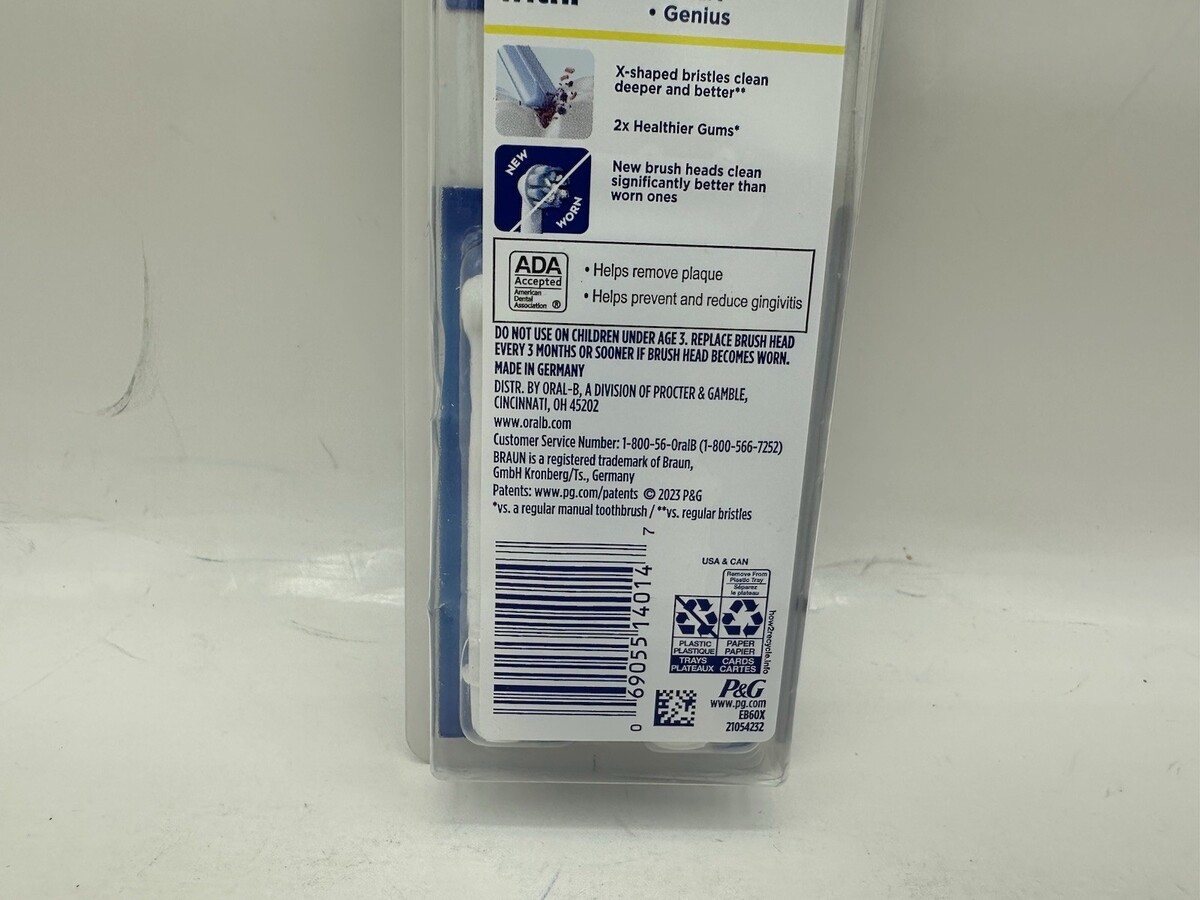 • Genius
X-shaped bristles clean
deeper and better**
2x Healthier Gums*
NEW
WORN
New brush heads clean
significantly better than
worn ones
ADA
Accepted
American
Dental
Association ®
• Helps remove plaque
• Helps prevent and reduce gingivitis
DO NOT USE ON CHILDREN UNDER AGE 3. REPLACE BRUSH HEAD
EVERY 3 MONTHS OR SOONER IF BRUSH HEAD BECOMES WORN.
MADE IN GERMANY
DISTR. BY ORAL-B, A DIVISION OF PROCTER & GAMBLE,
CINCINNATI, OH 45202
www.oralb.com
Customer Service Number: 1-800-56-OralB (1-800-566-7252)
BRAUN is a registered trademark of Braun,
GmbH Kronberg/Ts., Germany
Patents: www.pg.com/patents © 2023 P&G
*vs. a regular manual toothbrush / **vs. regular bristles
0 69055 14014 7
USA & CAN
Remove From
Plastic Tray
Séparez
le plateau
PLASTIC
PLASTIQUE
TRAYS
PLATEAUX
PAPER
PAPIER
CARDS
CARTES
how2recycle.info
P&G
www.pg.com
EB60X
21054232